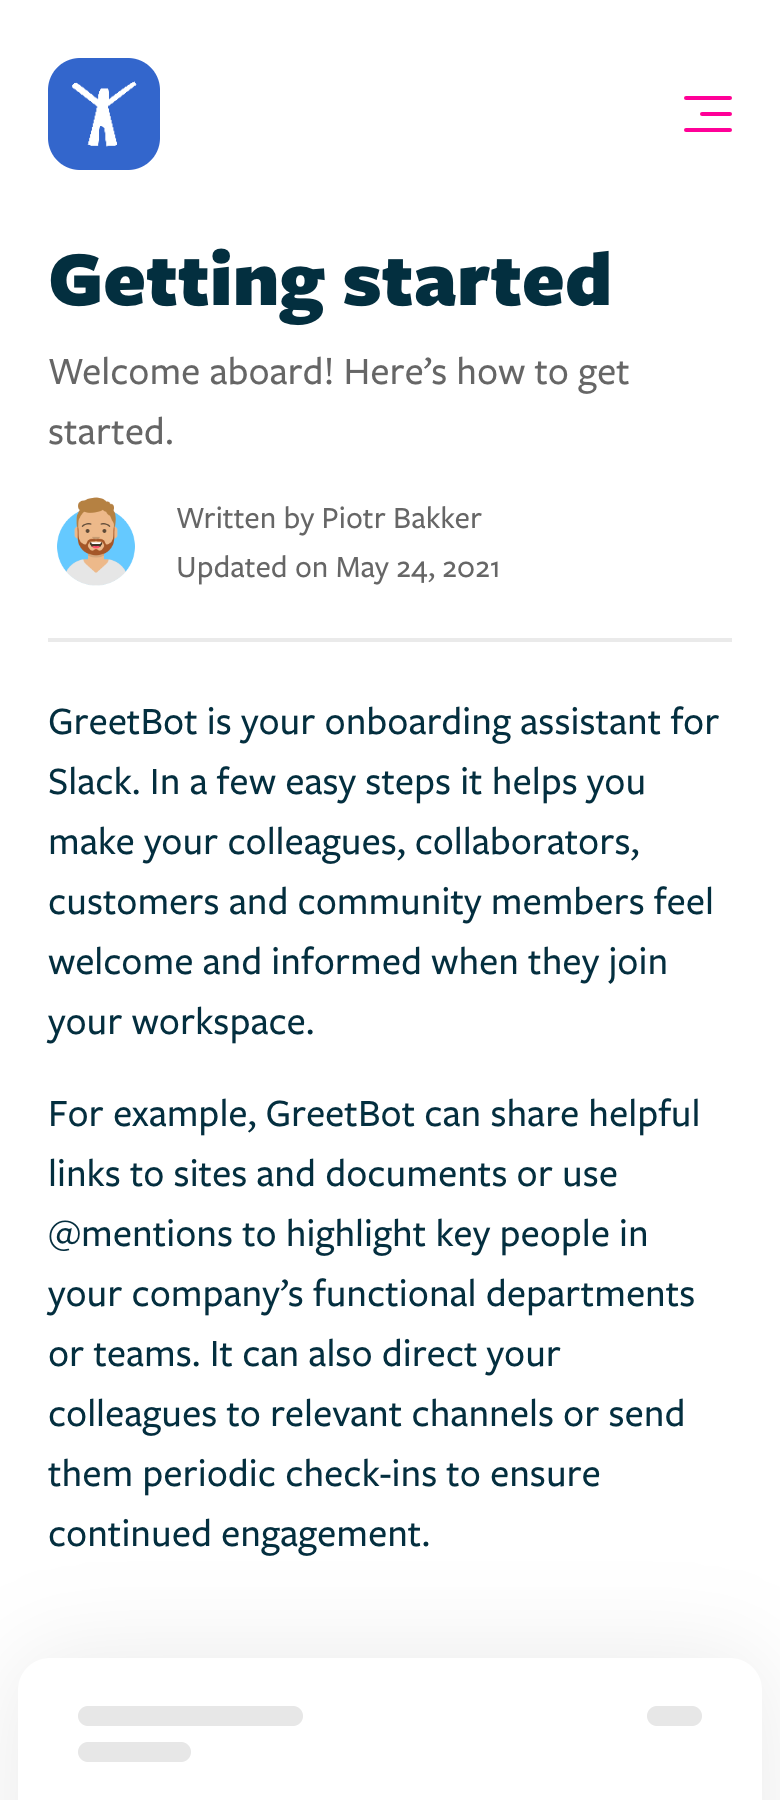 Getting started
Welcome aboard! Here’s how to get
started.
Written by Piotr Bakker
Updated on May 24, 2021
GreetBot is your onboarding assistant for
Slack. In a few easy steps it helps you
make your colleagues, collaborators,
customers and community members feel
welcome and informed when they join
your workspace.
For example, GreetBot can share helpful
links to sites and documents or use
@mentions to highlight key people in
your company’s functional departments
or teams. It can also direct your
colleagues to relevant channels or send
them periodic check-ins to ensure
continued engagement.